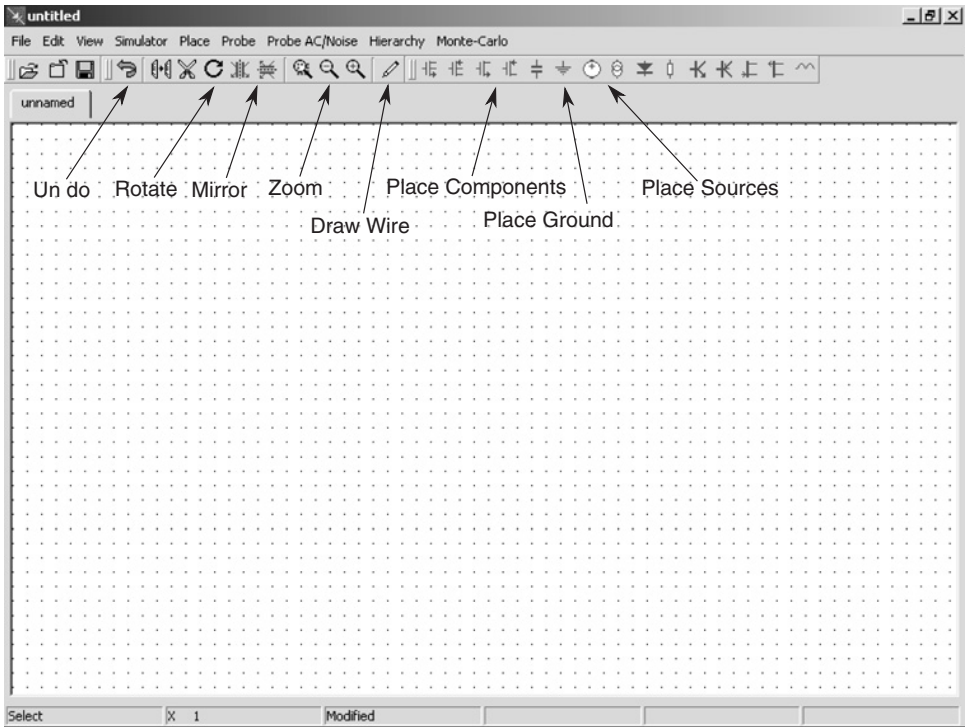 untitled
File Edit View Simulator Place Probe Probe AC/Noise Hierarchy Monte-Carlo
unnamed
Un do Rotate Mirror Zoom Place Components Place Sources
Draw Wire Place Ground
Select X 1 Modified